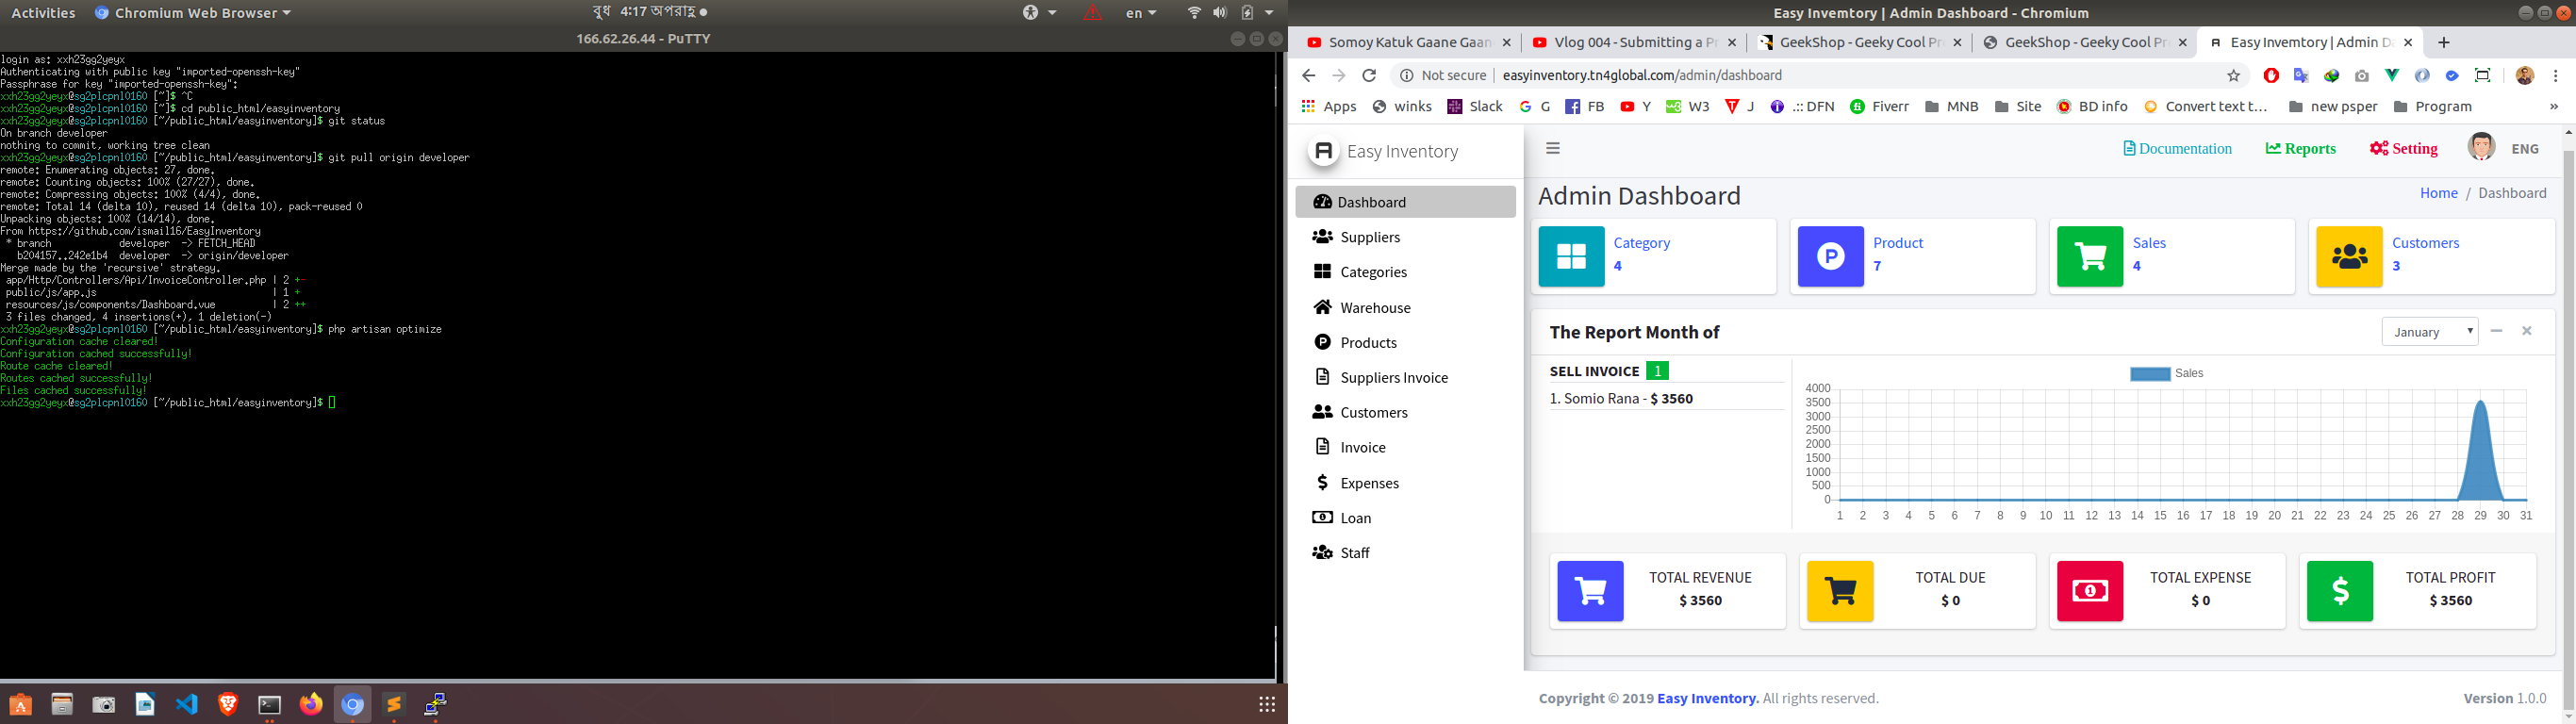 Activities Chromium Web Browser বুধ 4:17 অপরাহ্ন en
166.62.26.44 - PuTTY
login as: xxh23gg2yeyx
Authenticating with public key "imported-openssh-key"
Passphrase for key "imported-openssh-key":
xxh23gg2yeyx@sg2plcpnl0160 [~]$ ^C
xxh23gg2yeyx@sg2plcpnl0160 [~]$ cd public_html/easyinventory
xxh23gg2yeyx@sg2plcpnl0160 [~/public_html/easyinventory]$ git status
On branch developer
nothing to commit, working tree clean
xxh23gg2yeyx@sg2plcpnl0160 [~/public_html/easyinventory]$ git pull origin developer
remote: Enumerating objects: 27, done.
remote: Counting objects: 100% (27/27), done.
remote: Compressing objects: 100% (4/4), done.
remote: Total 14 (delta 10), reused 14 (delta 10), pack-reused 0
Unpacking objects: 100% (14/14), done.
From https://github.com/ismail16/EasyInventory
* branch developer -> FETCH_HEAD
b204157..242e1b4 developer -> origin/developer
Merge made by the 'recursive' strategy.
app/Http/Controllers/Api/InvoiceController.php | 2 +-
public/js/app.js | 1 +
resources/js/components/Dashboard.vue | 2 ++
3 files changed, 4 insertions(+), 1 deletion(-)
xxh23gg2yeyx@sg2plcpnl0160 [~/public_html/easyinventory]$ php artisan optimize
Configuration cache cleared!
Configuration cached successfully!
Route cache cleared!
Routes cached successfully!
Files cached successfully!
xxh23gg2yeyx@sg2plcpnl0160 [~/public_html/easyinventory]$
Easy Invemtory | Admin Dashboard - Chromium
Somoy Katuk Gaane Gaan Vlog 004 - Submitting a Pr GeekShop - Geeky Cool Pr GeekShop - Geeky Cool Pr Easy Invemtory | Admin Da
Not secure easyinventory.tn4global.com/admin/dashboard
Apps winks Slack G FB Y W3 J .:: DFN Fiverr MNB Site BD info Convert text t... new psper Program »
Easy Inventory
Documentation Reports Setting ENG
Dashboard
Suppliers
Categories
Warehouse
Products
Suppliers Invoice
Customers
Invoice
Expenses
Loan
Staff
Admin Dashboard
Home / Dashboard
Category
4
Product
7
Sales
4
Customers
3
The Report Month of
January
SELL INVOICE 1
1. Somio Rana - $ 3560
Sales
4000
3500
3000
2500
2000
1500
1000
500
0
1 2 3 4 5 6 7 8 9 10 11 12 13 14 15 16 17 18 19 20 21 22 23 24 25 26 27 28 29 30 31
TOTAL REVENUE
$ 3560
TOTAL DUE
$ 0
TOTAL EXPENSE
$ 0
TOTAL PROFIT
$ 3560
Copyright © 2019 Easy Inventory. All rights reserved.
Version 1.0.0